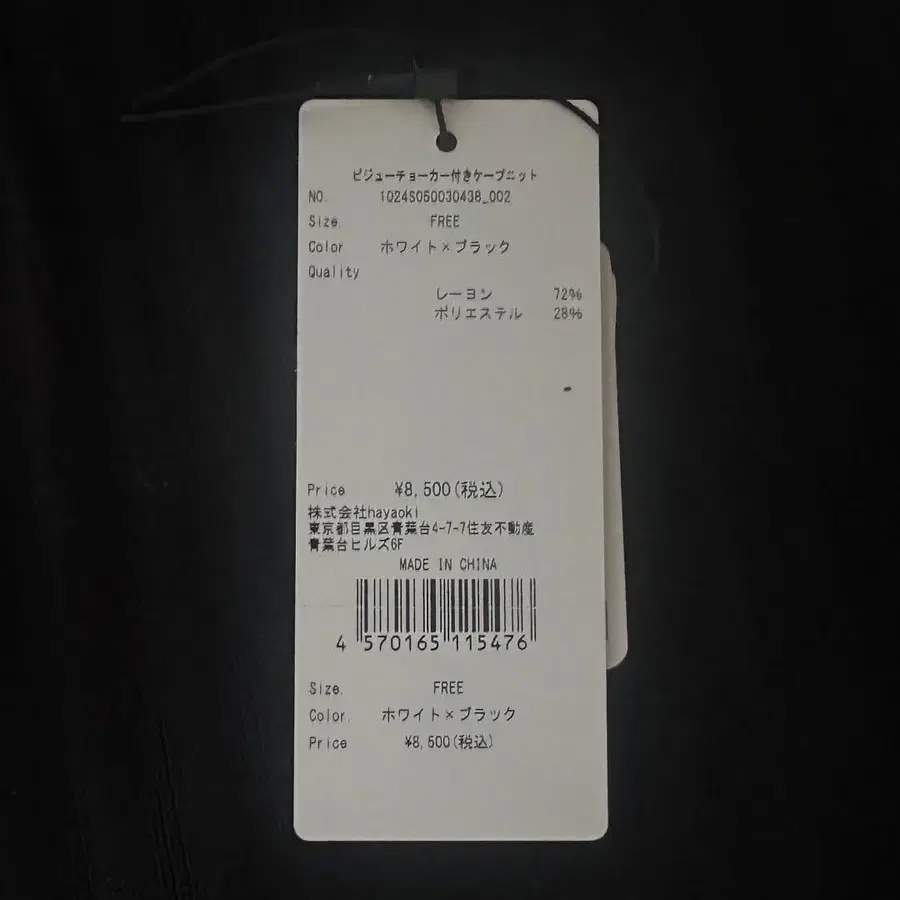 ビジューチョーカー付きケーブニット
NO. 1024S050030438_002
Size FREE
Color ホワイト×ブラック
Quality
レーヨン 72%
ポリエステル 28%
Price ¥8,500(税込)
株式会社hayaoki
東京都目黒区青葉台4-7-7住友不動産
青葉台ヒルズ6F
MADE IN CHINA
4 570165 115476
Size. FREE
Color. ホワイト×ブラック
Price ¥8,500(税込)